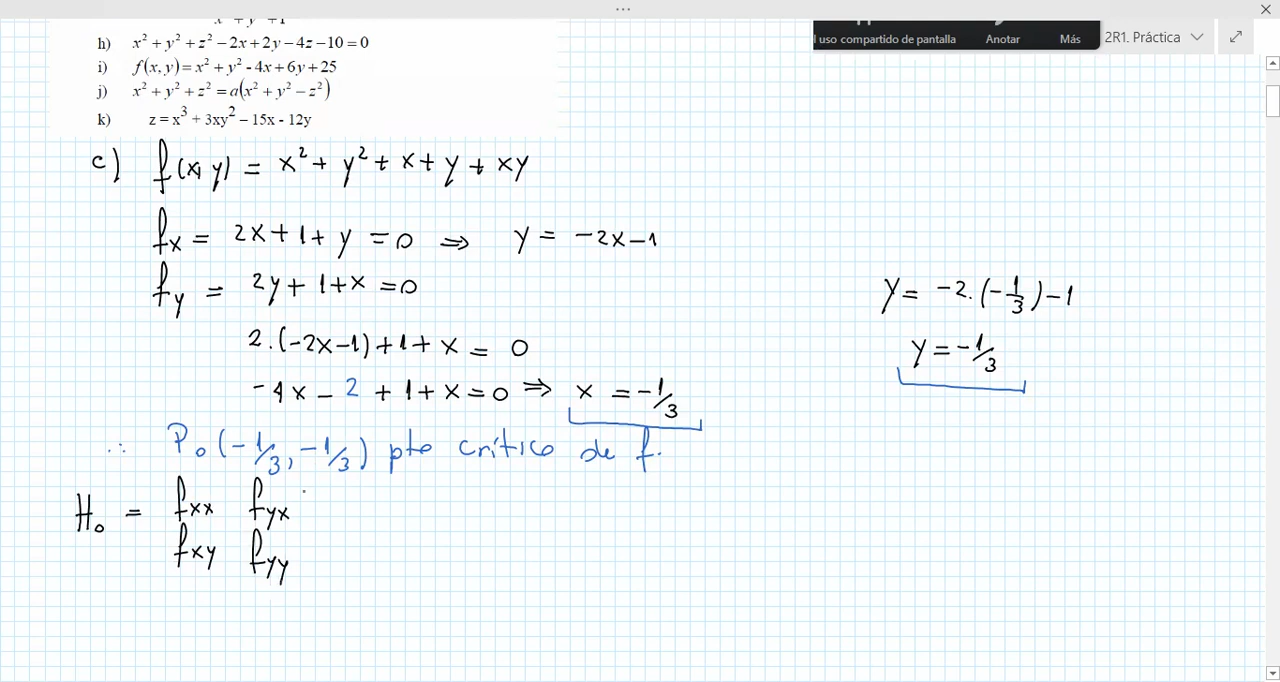 x² + y² + 1
h) x² + y² + z² – 2x + 2y – 4z – 10 = 0
i) f(x, y) = x² + y² - 4x + 6y + 25
j) x² + y² + z² = a(x² + y² – z²)
k) z = x³ + 3xy² – 15x - 12y
l uso compartido de pantalla Anotar Más 2R1. Práctica
c) f(x,y) = x² + y² + x + y + xy
fx = 2x + 1 + y = 0 ⇒ y = -2x-1
fy = 2y + 1 + x = 0
2.(-2x-1) + 1 + x = 0
-4x - 2 + 1 + x = 0 ⇒ x = -1/3
y = -2.(-1/3) - 1
y = -1/3
∴ P₀(-1/3, -1/3) pto crítico de f.
H₀ = fxx fyx
fxy fyy